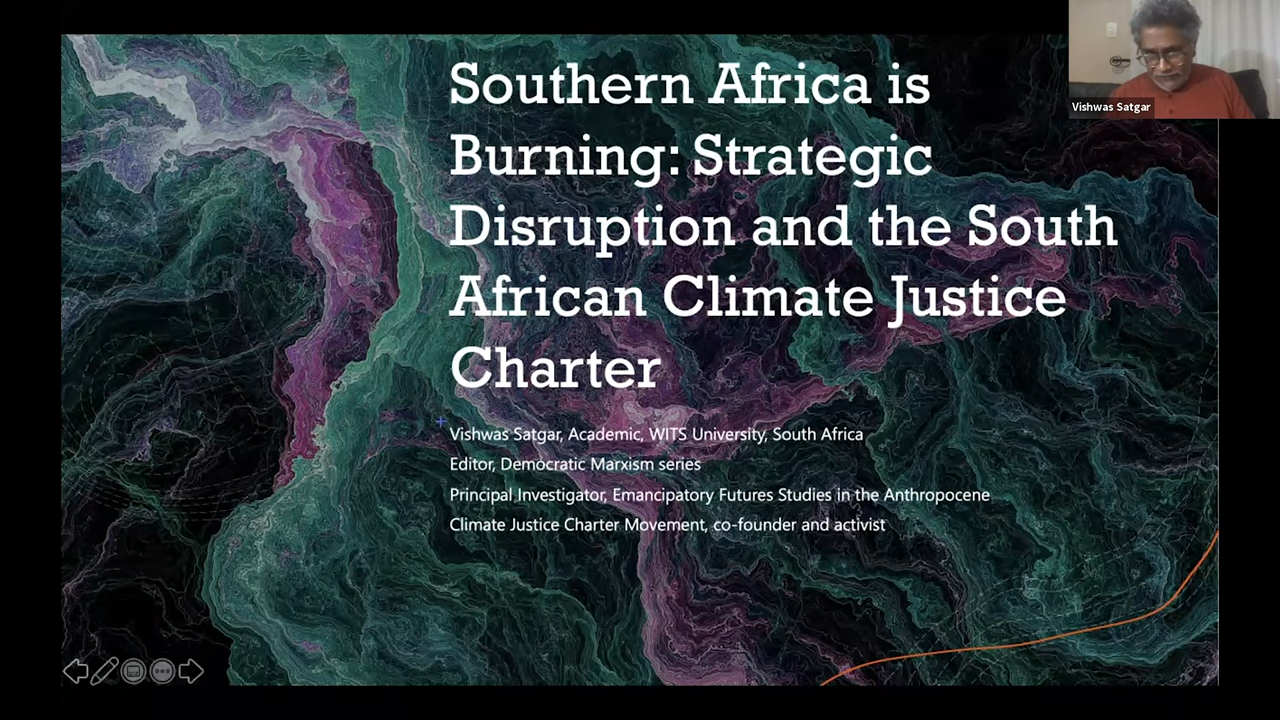 Southern Africa is
Burning: Strategic
Disruption and the South
African Climate Justice
Charter
Vishwas Satgar, Academic, WITS University, South Africa
Editor, Democratic Marxism series
Principal Investigator, Emancipatory Futures Studies in the Anthropocene
Climate Justice Charter Movement, co-founder and activist
Vishwas Satgar